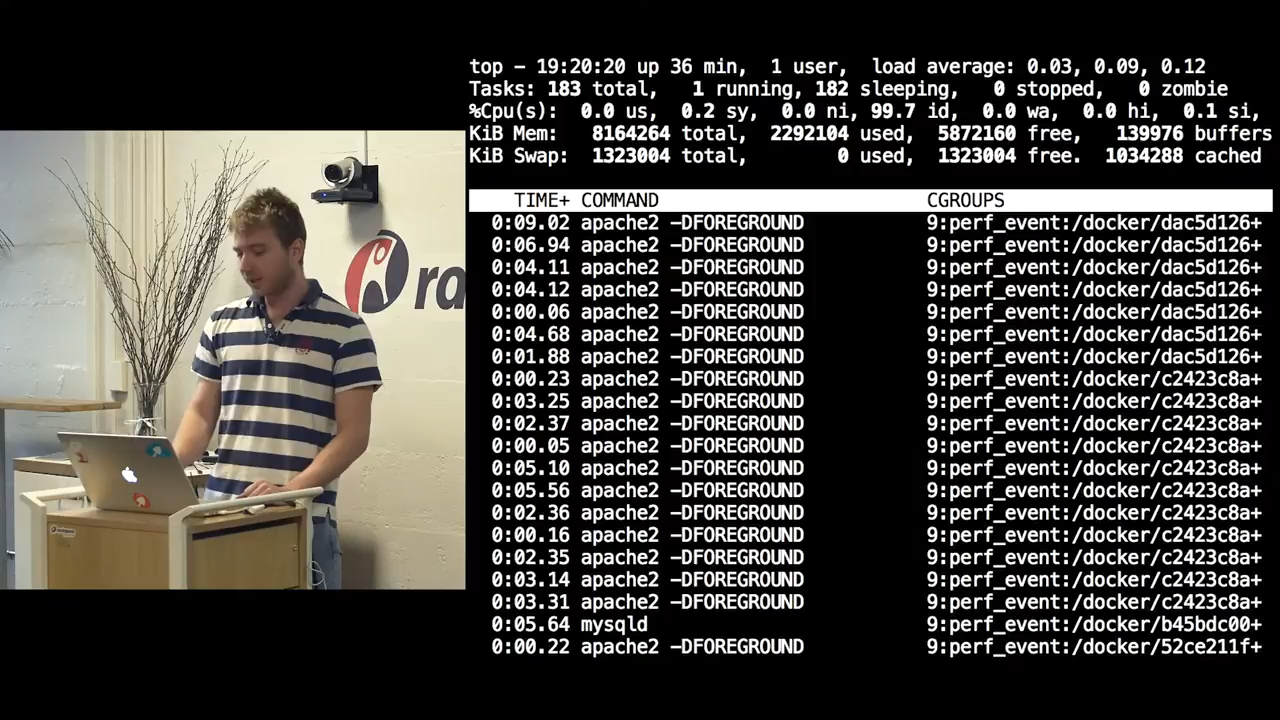 top - 19:20:20 up 36 min,  1 user,  load average: 0.03, 0.09, 0.12
Tasks: 183 total,   1 running, 182 sleeping,   0 stopped,   0 zombie
%Cpu(s):  0.0 us,  0.2 sy,  0.0 ni, 99.7 id,  0.0 wa,  0.0 hi,  0.1 si,
KiB Mem:   8164264 total,  2292104 used,  5872160 free,   139976 buffers
KiB Swap:  1323004 total,        0 used,  1323004 free.  1034288 cached
TIME+ COMMAND CGROUPS
0:09.02 apache2 -DFOREGROUND 9:perf_event:/docker/dac5d126+
0:06.94 apache2 -DFOREGROUND 9:perf_event:/docker/dac5d126+
0:04.11 apache2 -DFOREGROUND 9:perf_event:/docker/dac5d126+
0:04.12 apache2 -DFOREGROUND 9:perf_event:/docker/dac5d126+
0:00.06 apache2 -DFOREGROUND 9:perf_event:/docker/dac5d126+
0:04.68 apache2 -DFOREGROUND 9:perf_event:/docker/dac5d126+
0:01.88 apache2 -DFOREGROUND 9:perf_event:/docker/dac5d126+
0:00.23 apache2 -DFOREGROUND 9:perf_event:/docker/c2423c8a+
0:03.25 apache2 -DFOREGROUND 9:perf_event:/docker/c2423c8a+
0:02.37 apache2 -DFOREGROUND 9:perf_event:/docker/c2423c8a+
0:00.05 apache2 -DFOREGROUND 9:perf_event:/docker/c2423c8a+
0:05.10 apache2 -DFOREGROUND 9:perf_event:/docker/c2423c8a+
0:05.56 apache2 -DFOREGROUND 9:perf_event:/docker/c2423c8a+
0:02.36 apache2 -DFOREGROUND 9:perf_event:/docker/c2423c8a+
0:00.16 apache2 -DFOREGROUND 9:perf_event:/docker/c2423c8a+
0:02.35 apache2 -DFOREGROUND 9:perf_event:/docker/c2423c8a+
0:03.14 apache2 -DFOREGROUND 9:perf_event:/docker/c2423c8a+
0:03.31 apache2 -DFOREGROUND 9:perf_event:/docker/c2423c8a+
0:05.64 mysqld 9:perf_event:/docker/b45bdc00+
0:00.22 apache2 -DFOREGROUND 9:perf_event:/docker/52ce211f+